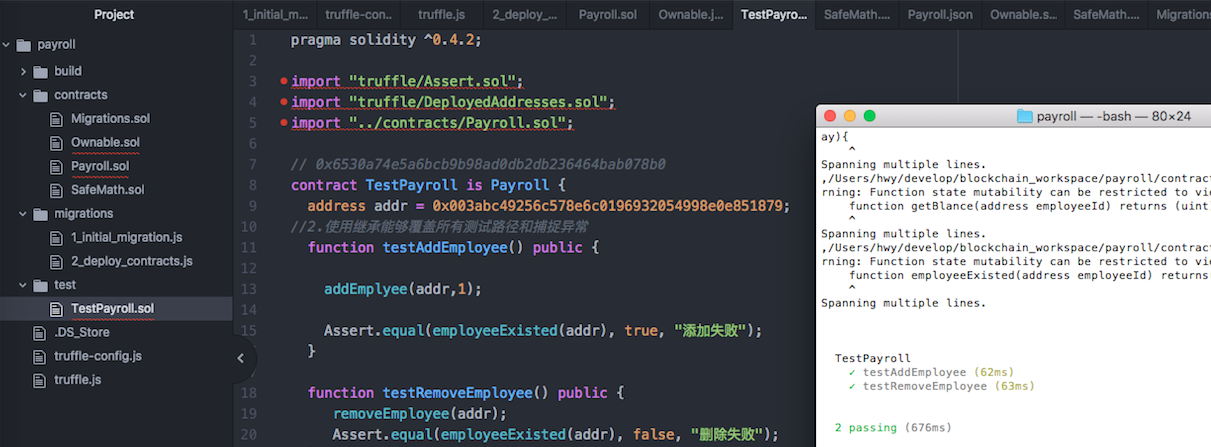 Project
payroll
build
contracts
Migrations.sol
Ownable.sol
Payroll.sol
SafeMath.sol
migrations
1_initial_migration.js
2_deploy_contracts.js
test
TestPayroll.sol
.DS_Store
truffle-config.js
truffle.js
1_initial_m... truffle-con.. truffle.js 2_deploy_... Payroll.sol Ownable.j... TestPayro... SafeMath.... Payroll.json Ownable.s... SafeMath.... Migrations
1 pragma solidity ^0.4.2;
2
3 import "truffle/Assert.sol";
4 import "truffle/DeployedAddresses.sol";
5 import "../contracts/Payroll.sol";
6
7 // 0x6530a74e5a6bcb9b98ad0db2db236464bab078b0
8 contract TestPayroll is Payroll {
9 address addr = 0x003abc49256c578e6c0196932054998e0e851879;
10 //2.使用继承能够覆盖所有测试路径和捕捉异常
11 function testAddEmployee() public {
12
13 addEmplyee(addr,1);
14
15 Assert.equal(employeeExisted(addr), true, "添加失败");
}
18 function testRemoveEmployee() public {
19 removeEmployee(addr);
20 Assert.equal(employeeExisted(addr), false, "删除失败");
payroll — -bash — 80×24
ay){
^
Spanning multiple lines.
,/Users/hwy/develop/blockchain_workspace/payroll/contract
rning: Function state mutability can be restricted to vie
function getBlance(address employeeId) returns (uint
^
Spanning multiple lines.
,/Users/hwy/develop/blockchain_workspace/payroll/contract
rning: Function state mutability can be restricted to vie
function employeeExisted(address employeeId) returns
^
Spanning multiple lines.
TestPayroll
✓ testAddEmployee (62ms)
✓ testRemoveEmployee (63ms)
2 passing (676ms)